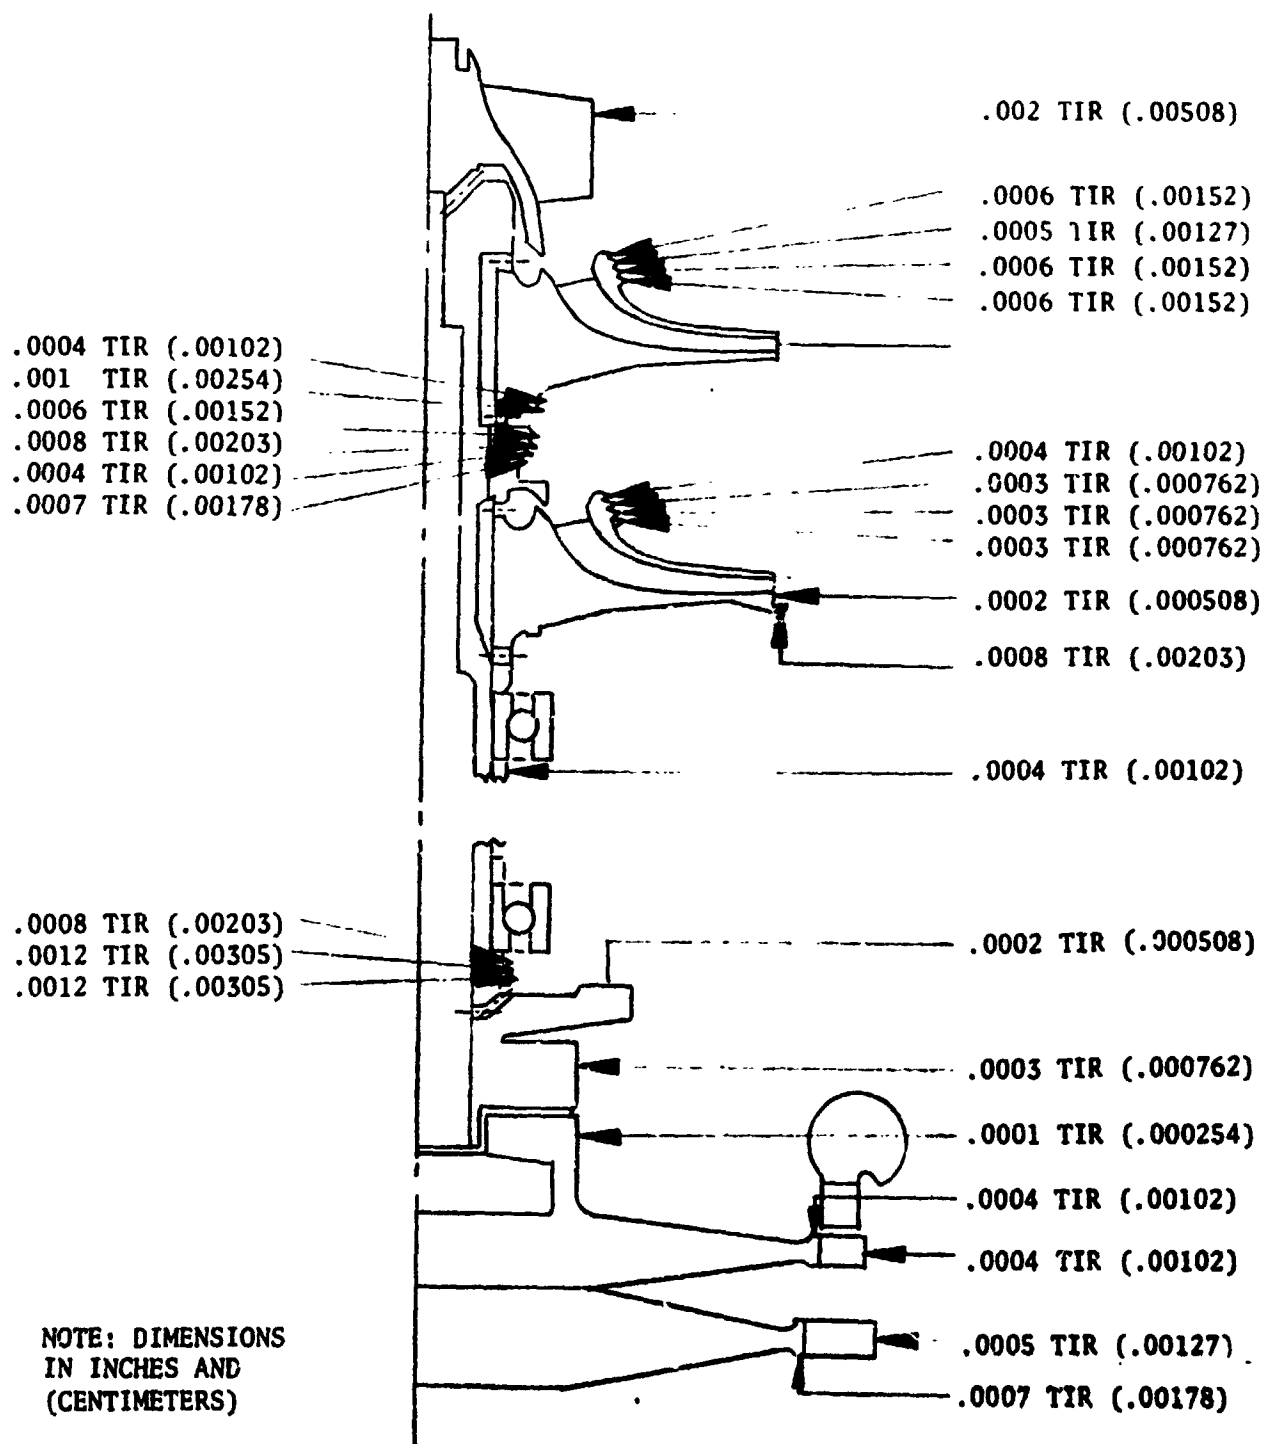 .002 TIR (.00508)
.0006 TIR (.00152)
.0005 TIR (.00127)
.0006 TIR (.00152)
.0006 TIR (.00152)
.0004 TIR (.00102)
.001 TIR (.00254)
.0006 TIR (.00152)
.0008 TIR (.00203)
.0004 TIR (.00102)
.0007 TIR (.00178)
.0004 TIR (.00102)
.0003 TIR (.000762)
.0003 TIR (.000762)
.0003 TIR (.000762)
.0002 TIR (.000508)
.0008 TIR (.00203)
.0004 TIR (.00102)
.0008 TIR (.00203)
.0012 TIR (.00305)
.0012 TIR (.00305)
.0002 TIR (.000508)
.0003 TIR (.000762)
.0001 TIR (.000254)
.0004 TIR (.00102)
.0004 TIR (.00102)
.0005 TIR (.00127)
.0007 TIR (.00178)
NOTE: DIMENSIONS
IN INCHES AND
(CENTIMETERS)